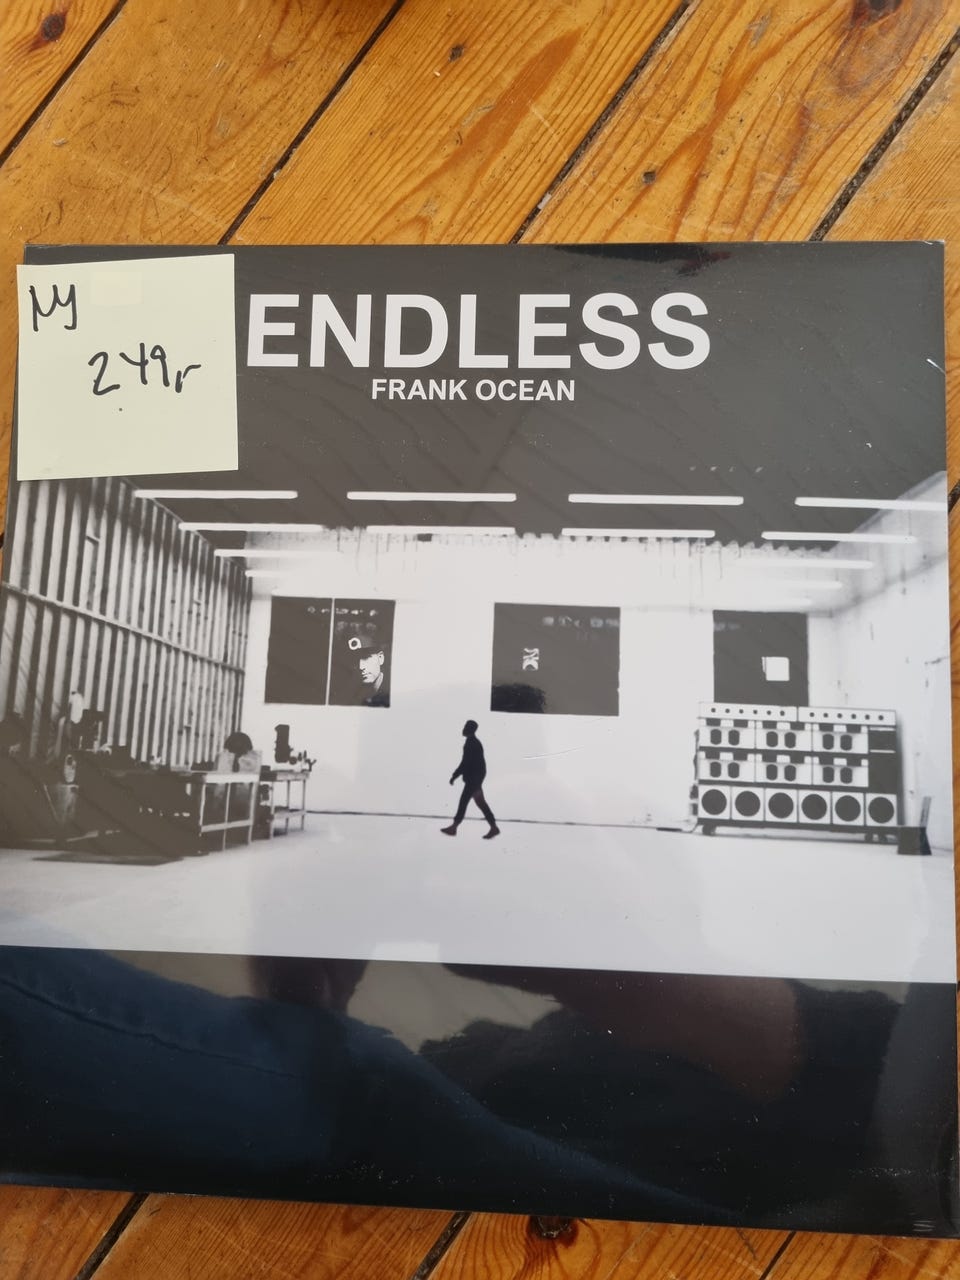 Ny
249,-
ENDLESS
FRANK OCEAN